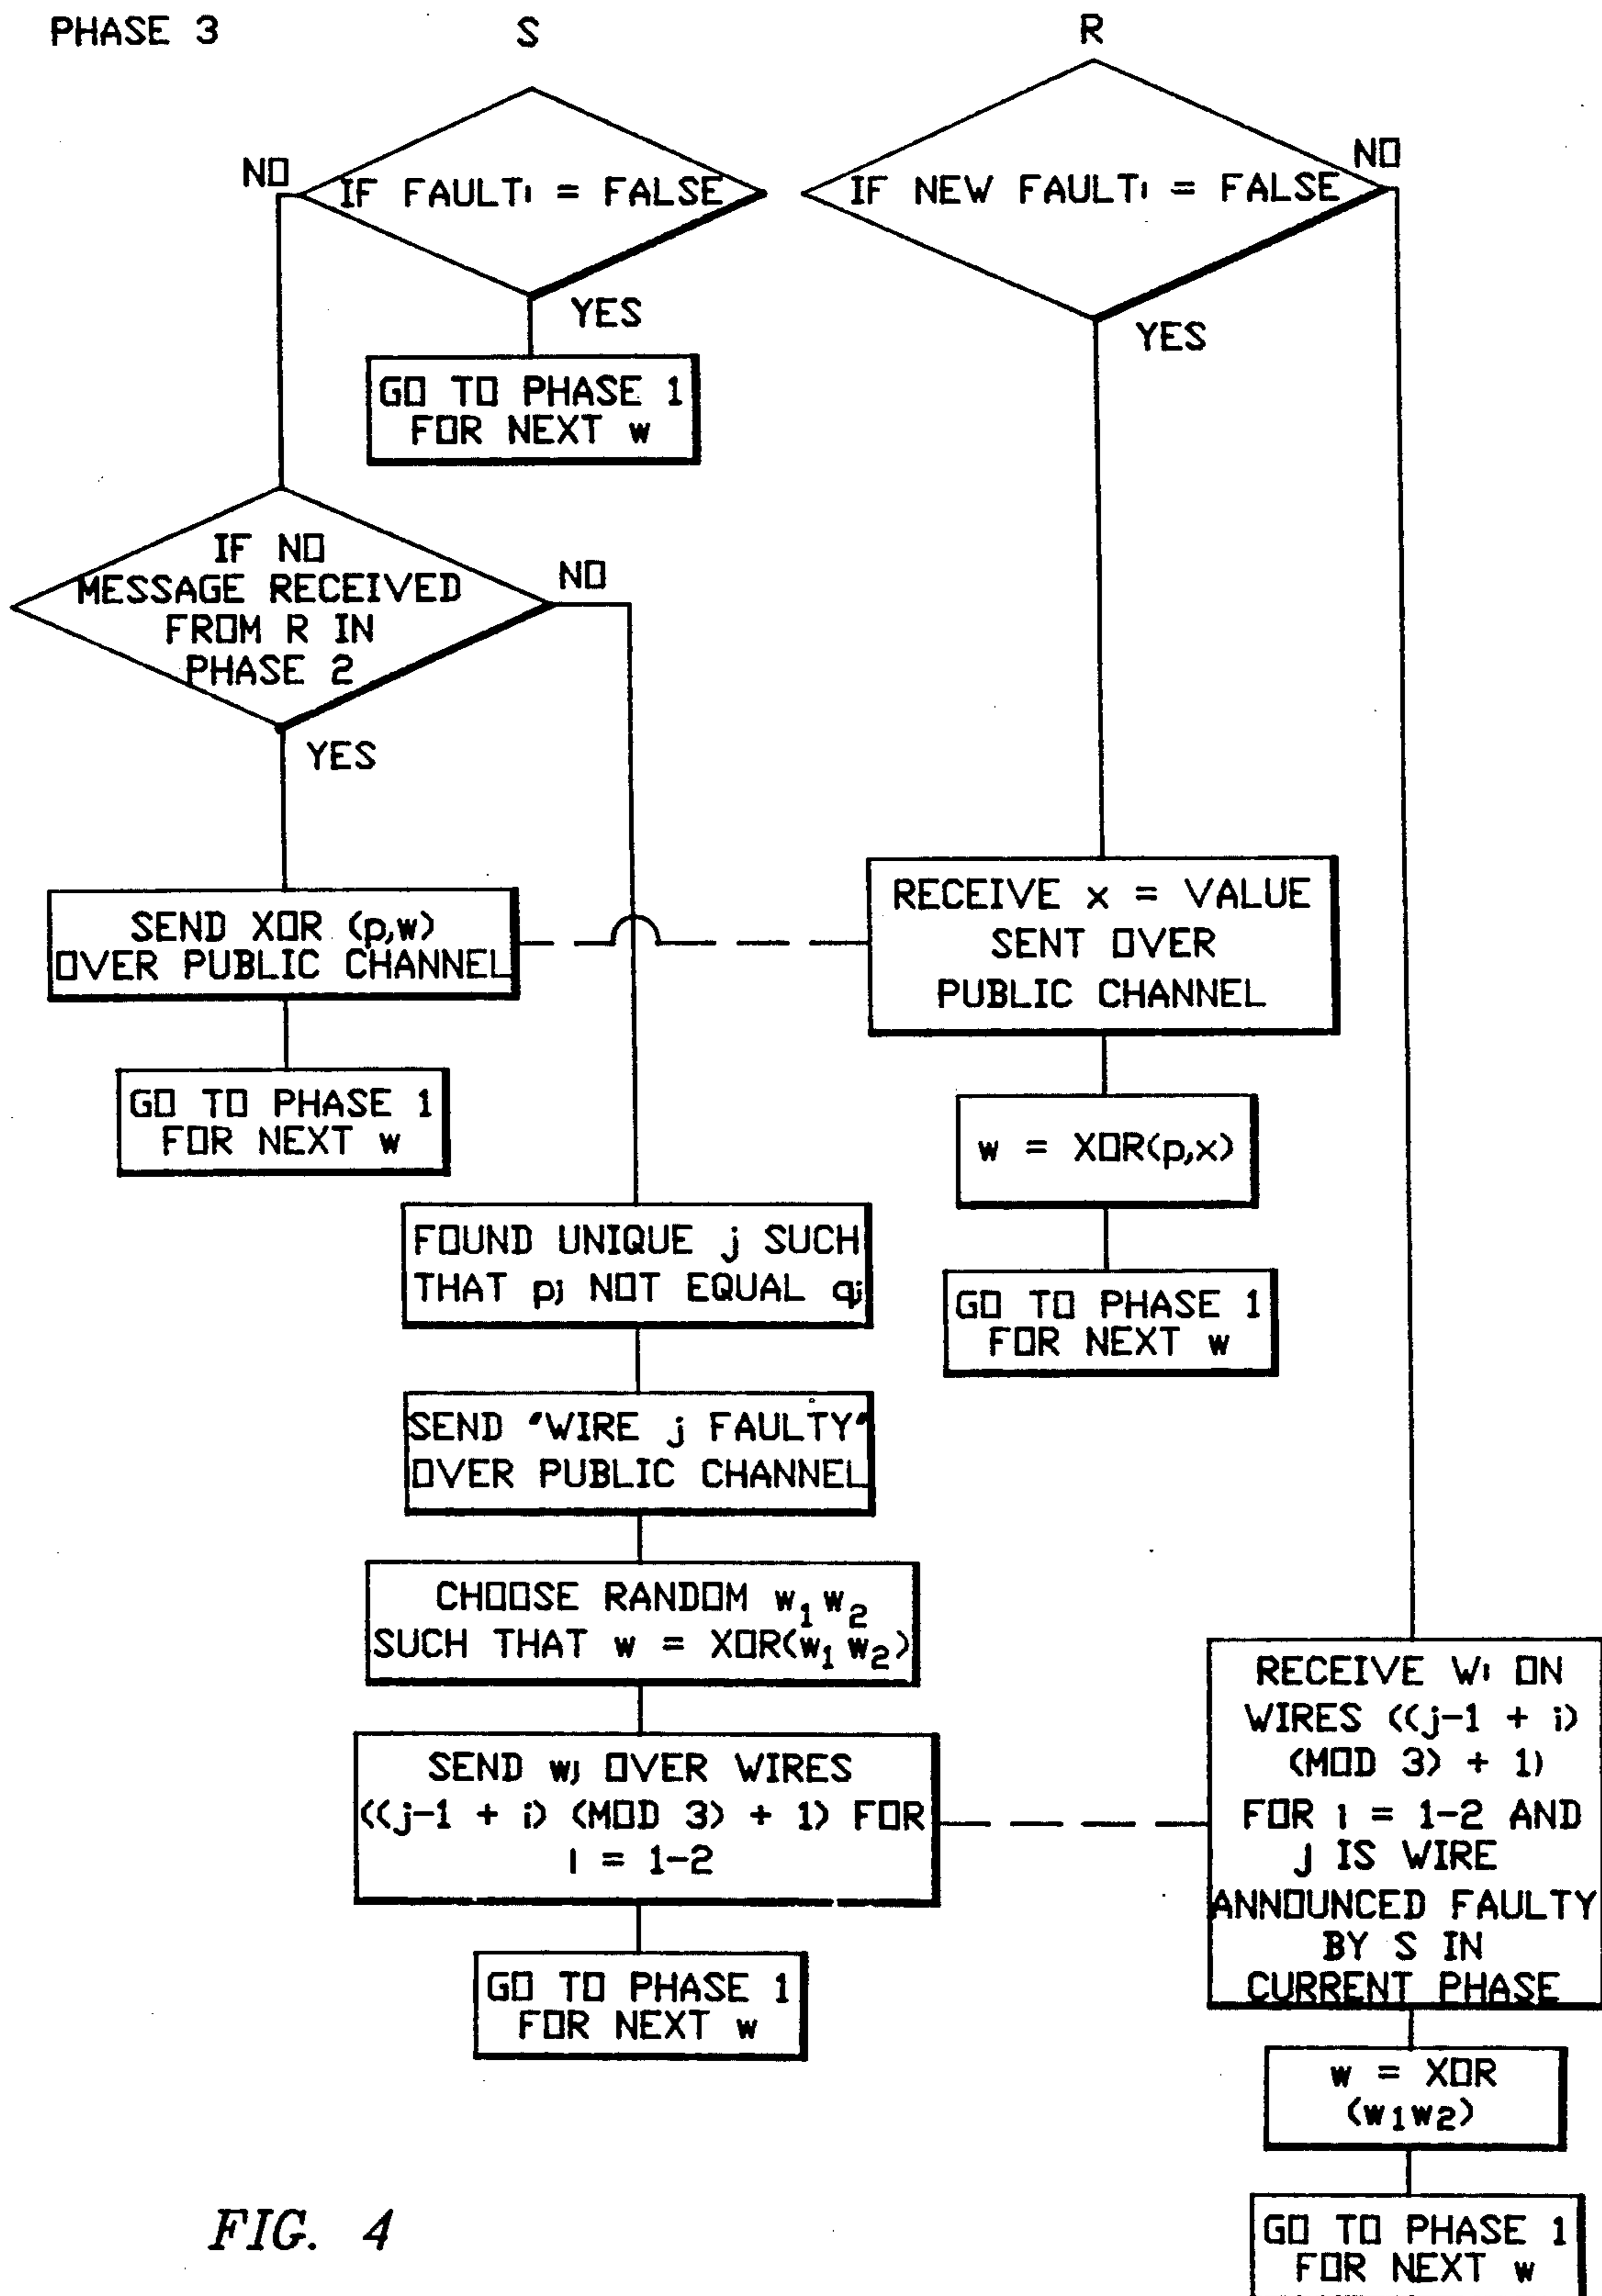 PHASE 3
S
R
IF FAULTı = FALSE
NO
YES
GO TO PHASE 1
FOR NEXT w
IF NEW FAULTı = FALSE
NO
YES
IF NO
MESSAGE RECEIVED
FROM R IN
PHASE 2
NO
YES
SEND XOR (p,w)
OVER PUBLIC CHANNEL
GO TO PHASE 1
FOR NEXT w
RECEIVE x = VALUE
SENT OVER
PUBLIC CHANNEL
w = XOR(p,x)
GO TO PHASE 1
FOR NEXT w
FOUND UNIQUE j SUCH
THAT pj NOT EQUAL qj
SEND "WIRE j FAULTY"
OVER PUBLIC CHANNEL
CHOOSE RANDOM w₁ w₂
SUCH THAT w = XOR(w₁ w₂)
SEND wj OVER WIRES
((j-1 + i) (MOD 3) + 1) FOR
ı = 1-2
GO TO PHASE 1
FOR NEXT w
RECEIVE Wı ON
WIRES ((j-1 + i)
(MOD 3) + 1)
FOR ı = 1-2 AND
j IS WIRE
ANNOUNCED FAULTY
BY S IN
CURRENT PHASE
w = XOR
(w₁w₂)
GO TO PHASE 1
FOR NEXT w
FIG. 4